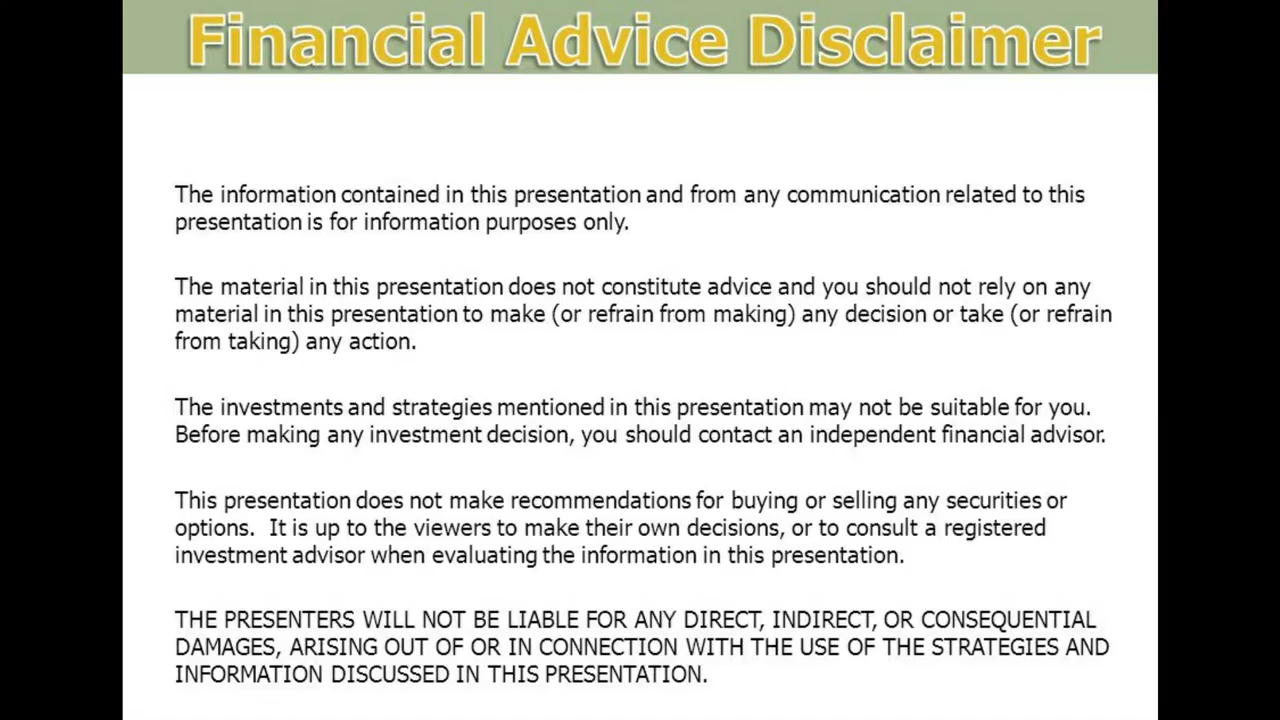 Financial Advice Disclaimer
The information contained in this presentation and from any communication related to this
presentation is for information purposes only.
The material in this presentation does not constitute advice and you should not rely on any
material in this presentation to make (or refrain from making) any decision or take (or refrain
from taking) any action.
The investments and strategies mentioned in this presentation may not be suitable for you.
Before making any investment decision, you should contact an independent financial advisor.
This presentation does not make recommendations for buying or selling any securities or
options.  It is up to the viewers to make their own decisions, or to consult a registered
investment advisor when evaluating the information in this presentation.
THE PRESENTERS WILL NOT BE LIABLE FOR ANY DIRECT, INDIRECT, OR CONSEQUENTIAL
DAMAGES, ARISING OUT OF OR IN CONNECTION WITH THE USE OF THE STRATEGIES AND
INFORMATION DISCUSSED IN THIS PRESENTATION.